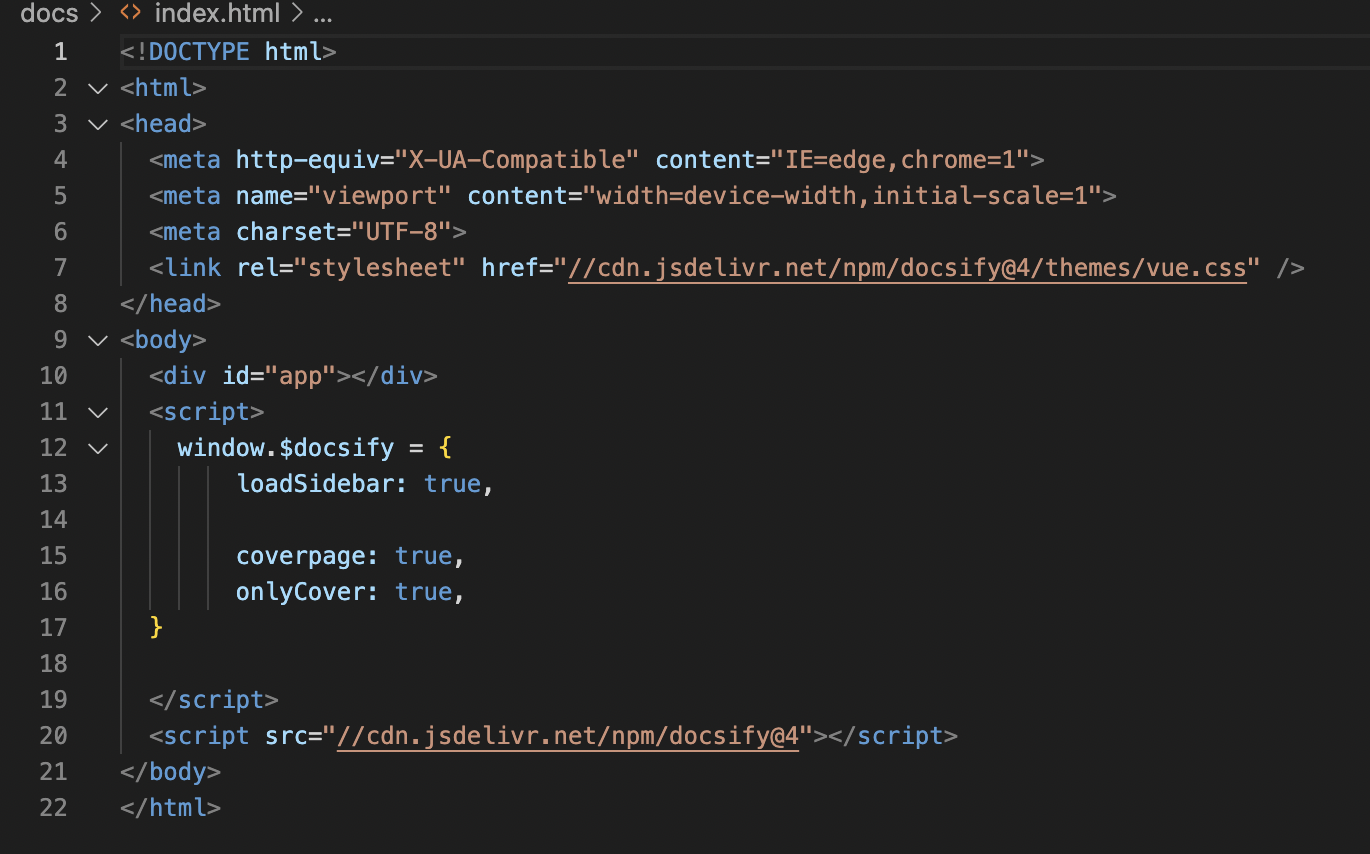 docs > <> index.html > ...
1 <!DOCTYPE html>
2 <html>
3 <head>
4   <meta http-equiv="X-UA-Compatible" content="IE=edge,chrome=1">
5   <meta name="viewport" content="width=device-width,initial-scale=1">
6   <meta charset="UTF-8">
7   <link rel="stylesheet" href="//cdn.jsdelivr.net/npm/docsify@4/themes/vue.css" />
8 </head>
9 <body>
10   <div id="app"></div>
11   <script>
12     window.$docsify = {
13         loadSidebar: true,
14
15         coverpage: true,
16         onlyCover: true,
17   }
18
19   </script>
20   <script src="//cdn.jsdelivr.net/npm/docsify@4"></script>
21 </body>
22 </html>